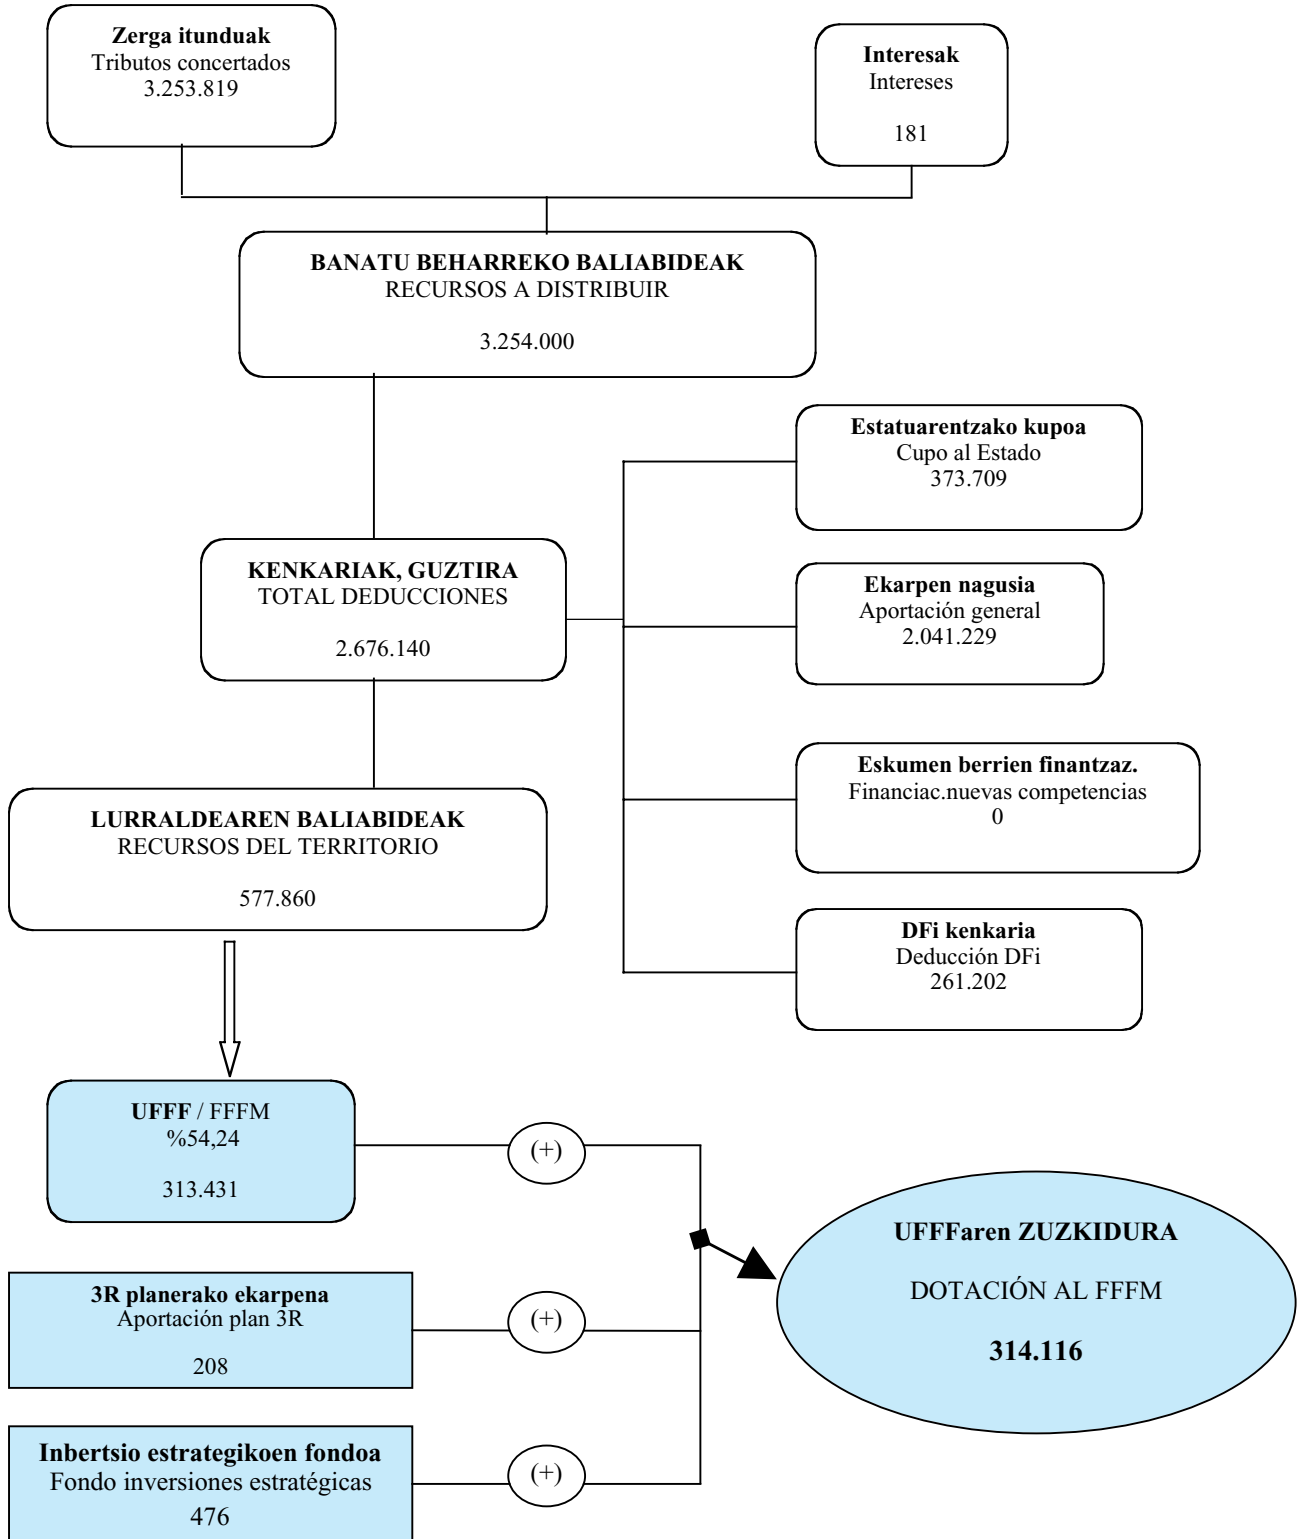 Zerga itunduak
Tributos concertados
3.253.819
Interesak
Intereses
181
BANATU BEHARREKO BALIABIDEAK
RECURSOS A DISTRIBUIR
3.254.000
Estatuarentzako kupoa
Cupo al Estado
373.709
KENKARIAK, GUZTIRA
TOTAL DEDUCCIONES
2.676.140
Ekarpen nagusia
Aportación general
2.041.229
Eskumen berrien finantzaz.
Financiac.nuevas competencias
0
LURRALDEAREN BALIABIDEAK
RECURSOS DEL TERRITORIO
577.860
DFi kenkaria
Deducción DFi
261.202
UFFF / FFFM
%54,24
313.431
(+)
3R planerako ekarpena
Aportación plan 3R
208
(+)
Inbertsio estrategikoen fondoa
Fondo inversiones estratégicas
476
(+)
UFFFaren ZUZKIDURA
DOTACIÓN AL FFFM
314.116